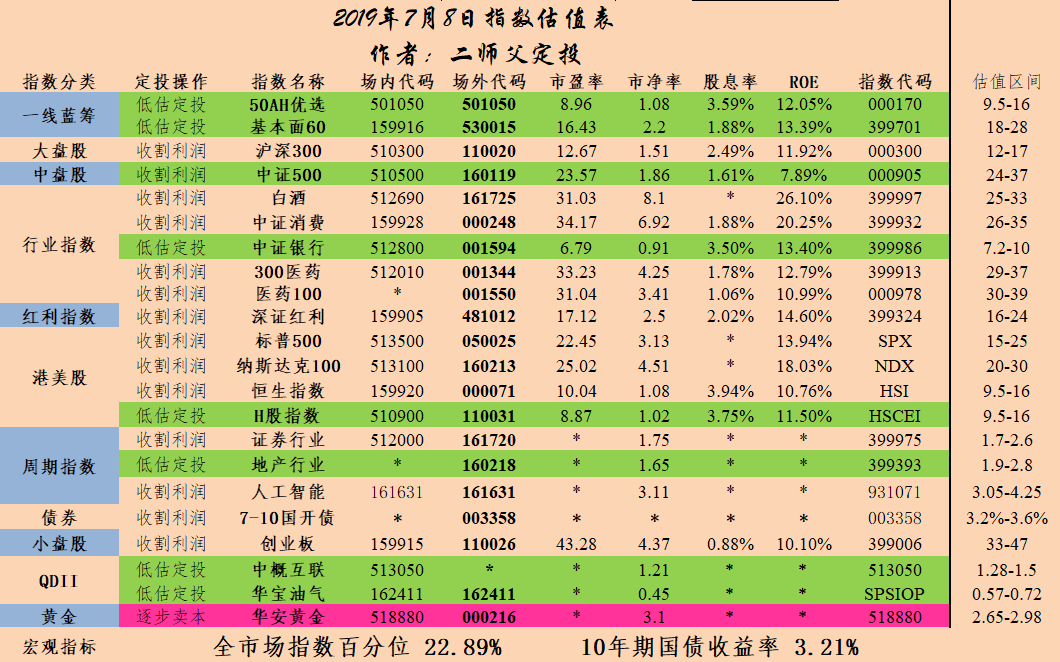 2019年7月8日指数估值表
作者：二师父定投
指数分类 定投操作 指数名称 场内代码 场外代码 市盈率 市净率 股息率 ROE 指数代码 估值区间
一线蓝筹 低估定投 50AH优选 501050 501050 8.96 1.08 3.59% 12.05% 000170 9.5-16
低估定投 基本面60 159916 530015 16.43 2.2 1.88% 13.39% 399701 18-28
大盘股 收割利润 沪深300 510300 110020 12.67 1.51 2.49% 11.92% 000300 12-17
中盘股 收割利润 中证500 510500 160119 23.57 1.86 1.61% 7.89% 000905 24-37
行业指数 收割利润 白酒 512690 161725 31.03 8.1 * 26.10% 399997 25-33
收割利润 中证消费 159928 000248 34.17 6.92 1.88% 20.25% 399932 26-35
低估定投 中证银行 512800 001594 6.79 0.91 3.50% 13.40% 399986 7.2-10
收割利润 300医药 512010 001344 33.23 4.25 1.78% 12.79% 399913 29-37
收割利润 医药100 * 001550 31.04 3.41 1.06% 10.99% 000978 30-39
红利指数 收割利润 深证红利 159905 481012 17.12 2.5 2.02% 14.60% 399324 16-24
港美股 收割利润 标普500 513500 050025 22.45 3.13 * 13.94% SPX 15-25
收割利润 纳斯达克100 513100 160213 25.02 4.51 * 18.03% NDX 20-30
收割利润 恒生指数 159920 000071 10.04 1.08 3.94% 10.76% HSI 9.5-16
低估定投 H股指数 510900 110031 8.87 1.02 3.75% 11.50% HSCEI 9.5-16
周期指数 收割利润 证券行业 512000 161720 * 1.75 * * 399975 1.7-2.6
低估定投 地产行业 * 160218 * 1.65 * * 399393 1.9-2.8
收割利润 人工智能 161631 161631 * 3.11 * * 931071 3.05-4.25
债券 收割利润 7-10国开债 * 003358 * * * * 003358 3.2%-3.6%
小盘股 收割利润 创业板 159915 110026 43.28 4.37 0.88% 10.10% 399006 33-47
QDII 低估定投 中概互联 513050 * * 1.21 * * 513050 1.28-1.5
低估定投 华宝油气 162411 162411 * 0.45 * * SPSIOP 0.57-0.72
黄金 逐步卖本 华安黄金 518880 000216 * 3.1 * * 518880 2.65-2.98
宏观指标 全市场指数百分位 22.89% 10年期国债收益率 3.21%